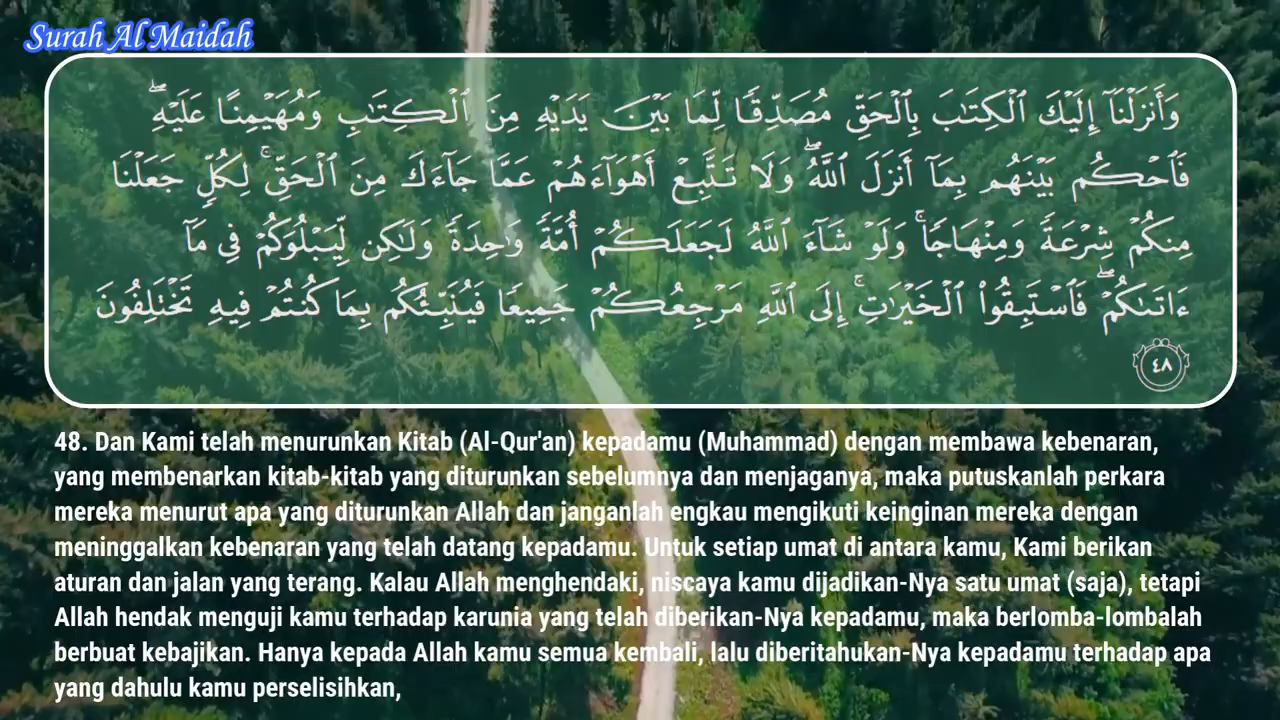 Surah Al Maidah
وَأَنزَلْنَآ إِلَيْكَ ٱلْكِتَٰبَ بِٱلْحَقِّ مُصَدِّقًا لِّمَا بَيْنَ يَدَيْهِ مِنَ ٱلْكِتَٰبِ وَمُهَيْمِنًا عَلَيْهِۖ
فَٱحْكُم بَيْنَهُم بِمَآ أَنزَلَ ٱللَّهُۖ وَلَا تَتَّبِعْ أَهْوَآءَهُمْ عَمَّا جَآءَكَ مِنَ ٱلْحَقِّۚ لِكُلٍّ جَعَلْنَا
مِنكُمْ شِرْعَةً وَمِنْهَاجًاۚ وَلَوْ شَآءَ ٱللَّهُ لَجَعَلَكُمْ أُمَّةً وَٰحِدَةً وَلَٰكِن لِّيَبْلُوَكُمْ فِى مَآ
ءَاتَىٰكُمْۖ فَٱسْتَبِقُوا۟ ٱلْخَيْرَٰتِۚ إِلَى ٱللَّهِ مَرْجِعُكُمْ جَمِيعًا فَيُنَبِّئُكُم بِمَا كُنتُمْ فِيهِ تَخْتَلِفُونَ
٤٨
48. Dan Kami telah menurunkan Kitab (Al-Qur'an) kepadamu (Muhammad) dengan membawa kebenaran,
yang membenarkan kitab-kitab yang diturunkan sebelumnya dan menjaganya, maka putuskanlah perkara
mereka menurut apa yang diturunkan Allah dan janganlah engkau mengikuti keinginan mereka dengan
meninggalkan kebenaran yang telah datang kepadamu. Untuk setiap umat di antara kamu, Kami berikan
aturan dan jalan yang terang. Kalau Allah menghendaki, niscaya kamu dijadikan-Nya satu umat (saja), tetapi
Allah hendak menguji kamu terhadap karunia yang telah diberikan-Nya kepadamu, maka berlomba-lombalah
berbuat kebajikan. Hanya kepada Allah kamu semua kembali, lalu diberitahukan-Nya kepadamu terhadap apa
yang dahulu kamu perselisihkan,